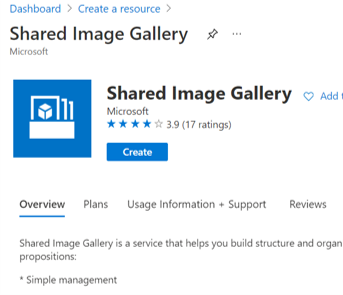 Dashboard > Create a resource >
Shared Image Gallery
Microsoft
Shared Image Gallery
Add
Microsoft
3.9 (17 ratings)
Create
Overview Plans Usage Information + Support Reviews
Shared Image Gallery is a service that helps you build structure and organ
propositions:
* Simple management